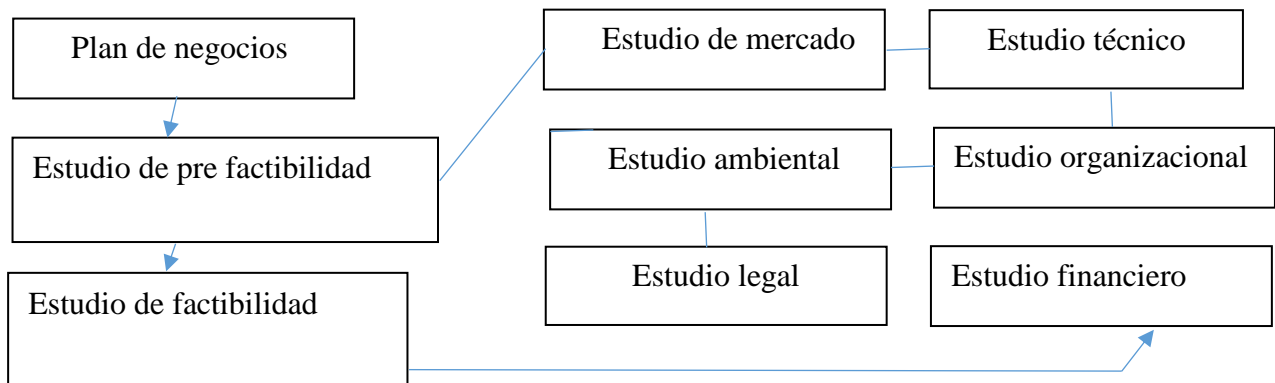 Plan de negocios
Estudio de pre factibilidad
Estudio de factibilidad
Estudio de mercado
Estudio técnico
Estudio ambiental
Estudio organizacional
Estudio legal
Estudio financiero